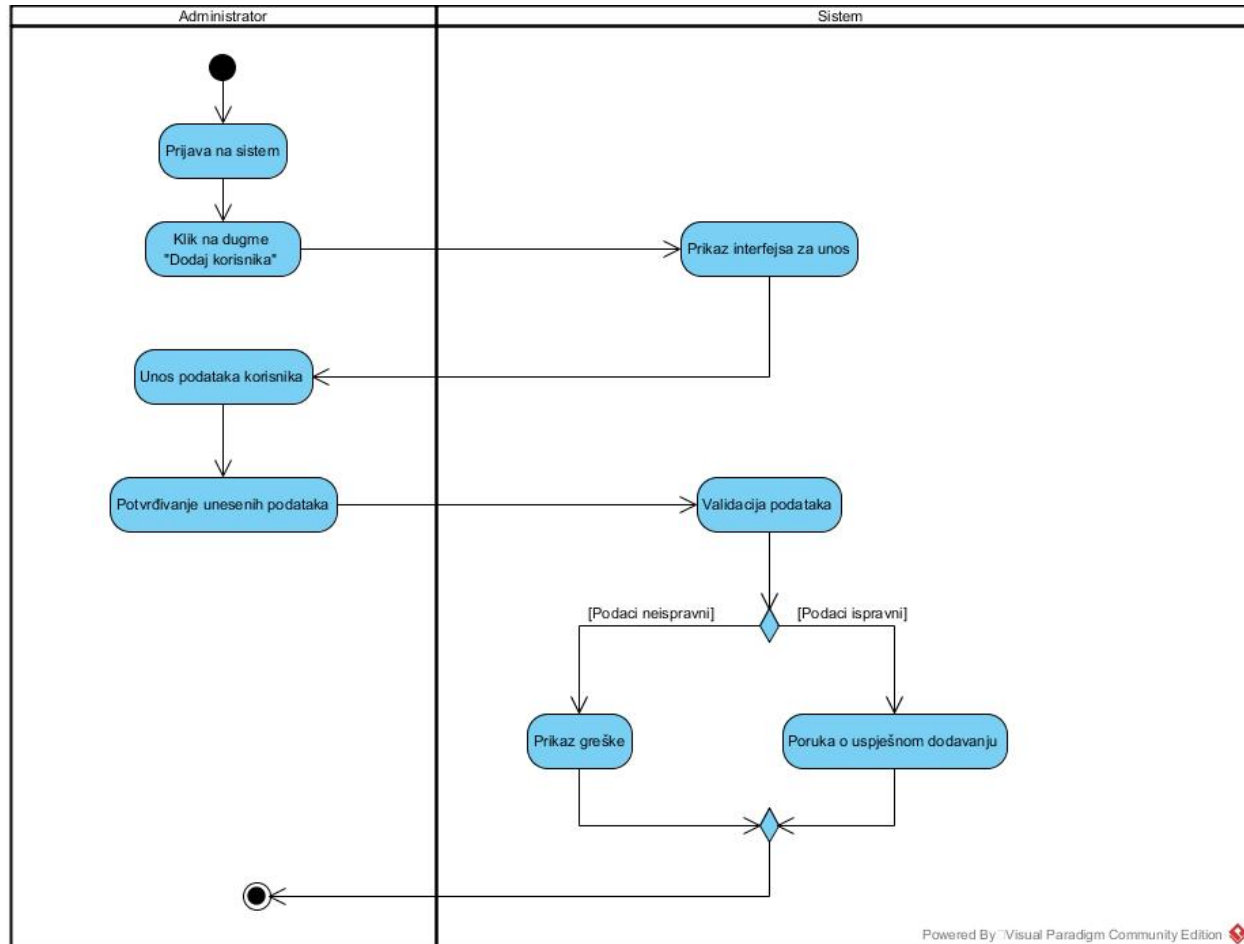 Administrator
Sistem
Prijava na sistem
Klik na dugme
"Dodaj korisnika"
Prikaz interfejsa za unos
Unos podataka korisnika
Potvrđivanje unesenih podataka
Validacija podataka
[Podaci neispravni]
[Podaci ispravni]
Prikaz greške
Poruka o uspješnom dodavanju
Powered By Visual Paradigm Community Edition